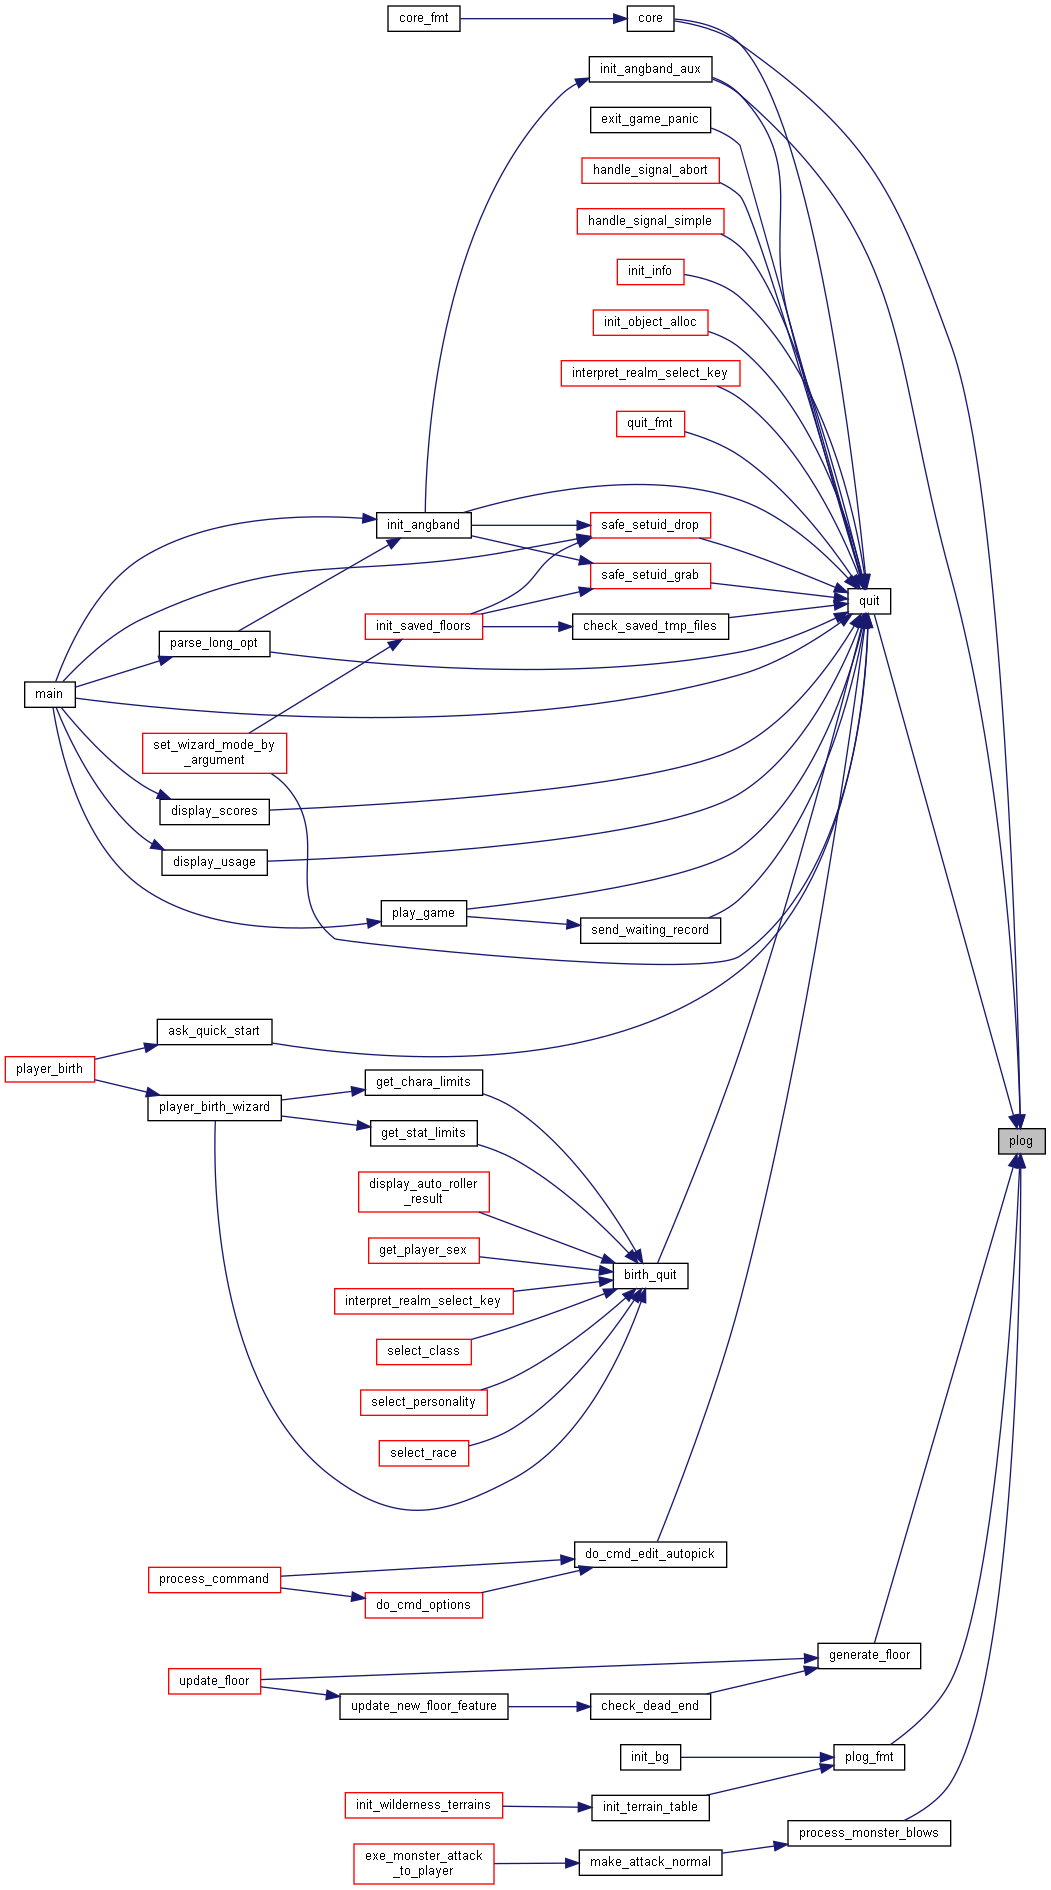 core_fmt
core
init_angband_aux
exit_game_panic
handle_signal_abort
handle_signal_simple
init_info
init_object_alloc
interpret_realm_select_key
quit_fmt
init_angband
safe_setuid_drop
safe_setuid_grab
quit
init_saved_floors
check_saved_tmp_files
parse_long_opt
main
set_wizard_mode_by
_argument
display_scores
display_usage
play_game
send_waiting_record
ask_quick_start
player_birth
get_chara_limits
player_birth_wizard
get_stat_limits
plog
display_auto_roller
_result
get_player_sex
birth_quit
interpret_realm_select_key
select_class
select_personality
select_race
do_cmd_edit_autopick
process_command
do_cmd_options
generate_floor
update_floor
update_new_floor_feature
check_dead_end
init_bg
plog_fmt
init_wilderness_terrains
init_terrain_table
process_monster_blows
exe_monster_attack
_to_player
make_attack_normal